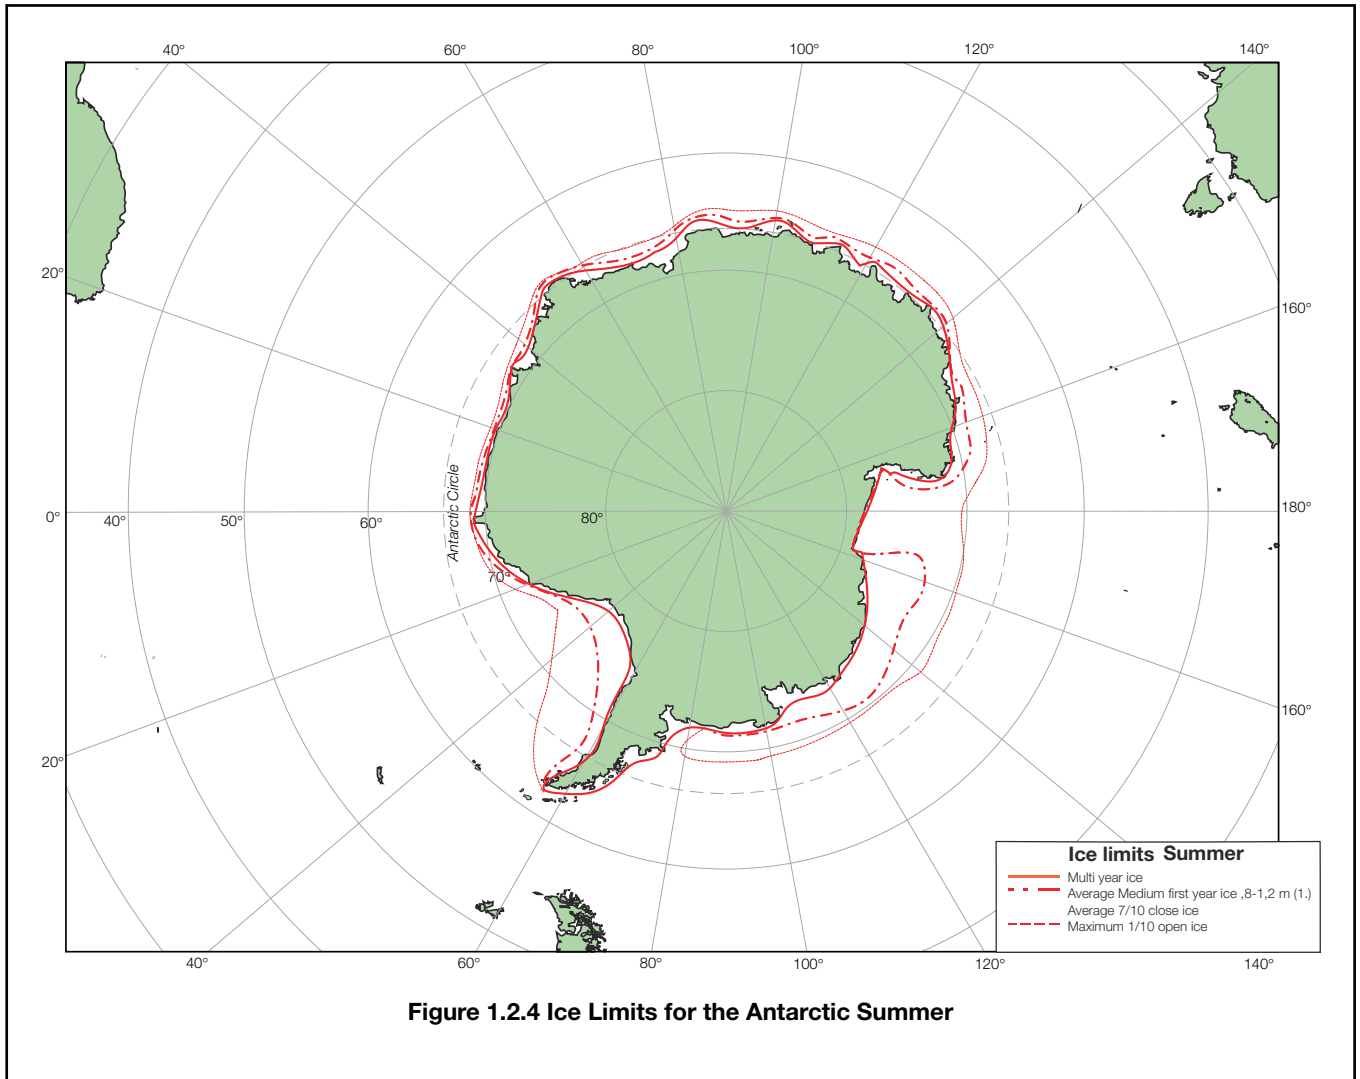 40° 60° 80° 100° 120° 140°
20°
160°
Antarctic Circle
0° 40° 50° 60° 80° 180°
70°
20°
160°
Ice limits Summer
Multi year ice
Average Medium first year ice ,8-1,2 m (1.)
Average 7/10 close ice
Maximum 1/10 open ice
40° 60° 80° 100° 120° 140°
Figure 1.2.4 Ice Limits for the Antarctic Summer